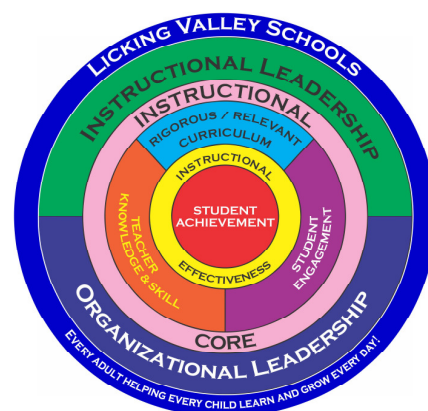 LICKING VALLEY SCHOOLS
INSTRUCTIONAL LEADERSHIP
INSTRUCTIONAL
RIGOROUS / RELEVANT
CURRICULUM
INSTRUCTIONAL
STUDENT
ACHIEVEMENT
TEACHER
KNOWLEDGE & SKILL
STUDENT
ENGAGEMENT
EFFECTIVENESS
CORE
ORGANIZATIONAL LEADERSHIP
EVERY ADULT HELPING EVERY CHILD LEARN AND GROW EVERY DAY!